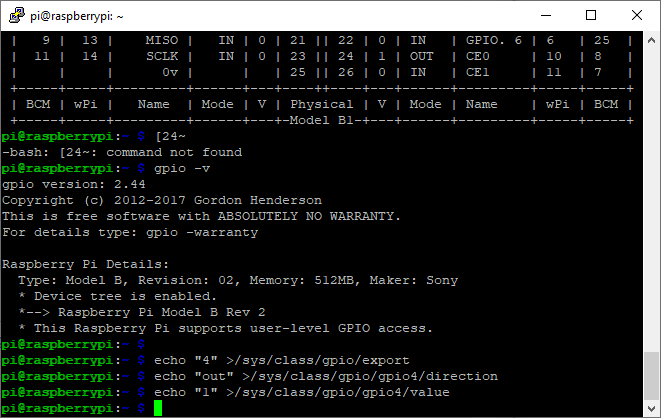 pi@raspberrypi: ~
|   9 |  13 |    MISO |   IN | 0 | 21 || 22 | 0 | IN   | GPIO. 6 | 6   | 25  |
|  11 |  14 |    SCLK |   IN | 0 | 23 || 24 | 1 | OUT  | CE0     | 10  | 8   |
|     |     |      0v |      |   | 25 || 26 | 0 | IN   | CE1     | 11  | 7   |
+-----+-----+---------+------+---+----++----+---+------+---------+-----+-----+
| BCM | wPi |   Name  | Mode | V | Physical | V | Mode | Name    | wPi | BCM |
+-----+-----+---------+------+---+-Model B1-+---+------+---------+-----+-----+
pi@raspberrypi:~ $ [24~
-bash: [24~: command not found
pi@raspberrypi:~ $ gpio -v
gpio version: 2.44
Copyright (c) 2012-2017 Gordon Henderson
This is free software with ABSOLUTELY NO WARRANTY.
For details type: gpio -warranty
Raspberry Pi Details:
  Type: Model B, Revision: 02, Memory: 512MB, Maker: Sony
  * Device tree is enabled.
  *--> Raspberry Pi Model B Rev 2
  * This Raspberry Pi supports user-level GPIO access.
pi@raspberrypi:~ $
pi@raspberrypi:~ $ echo "4" >/sys/class/gpio/export
pi@raspberrypi:~ $ echo "out" >/sys/class/gpio/gpio4/direction
pi@raspberrypi:~ $ echo "1" >/sys/class/gpio/gpio4/value
pi@raspberrypi:~ $